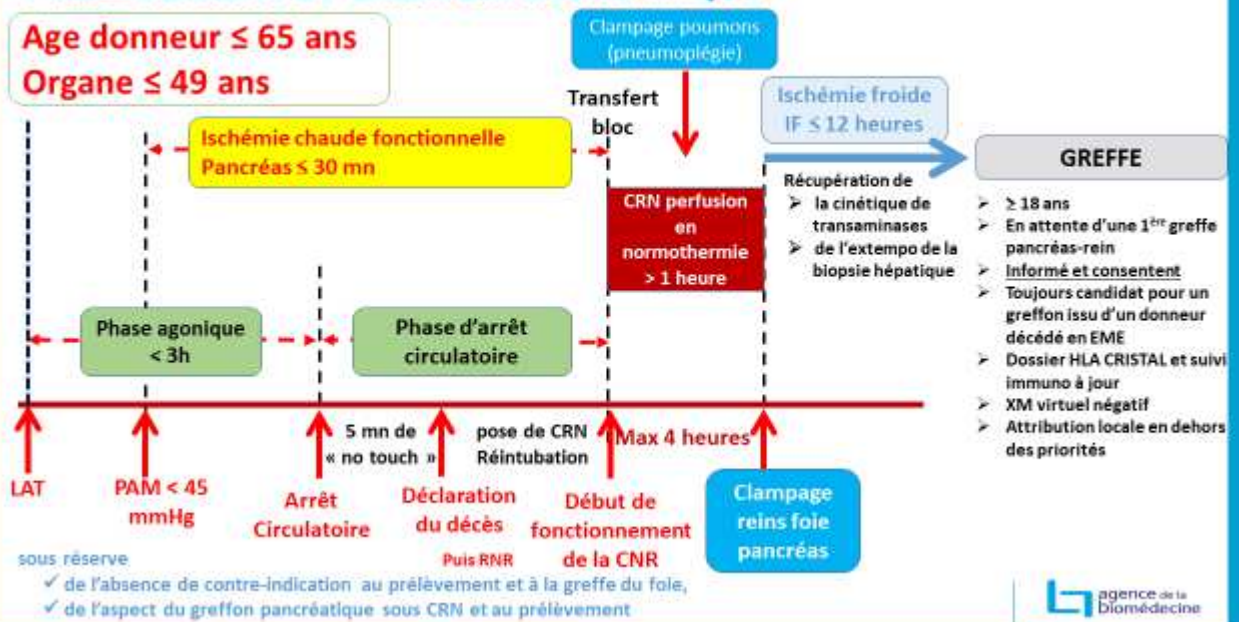 Age donneur ≤ 65 ans
Organe ≤ 49 ans
Clampage poumons
(pneumoplégie)
Transfert
bloc
Ischémie froide
IF ≤ 12 heures
Ischémie chaude fonctionnelle
Pancréas ≤ 30 mn
GREFFE
CRN perfusion
en
normothermie
> 1 heure
Récupération de
➢ la cinétique de
transaminases
➢ de l'extempo de la
biopsie hépatique
➢ ≥ 18 ans
➢ En attente d'une 1ère greffe
pancréas-rein
➢ Informé et consentent
➢ Toujours candidat pour un
greffon issu d'un donneur
décédé en EME
➢ Dossier HLA CRISTAL et suivi
immuno à jour
➢ XM virtuel négatif
➢ Attribution locale en dehors
des priorités
Phase agonique
< 3h
Phase d'arrêt
circulatoire
5 mn de
« no touch »
pose de CRN
Réintubation
Max 4 heures
LAT
PAM < 45
mmHg
Arrêt
Circulatoire
Déclaration
du décès
Puis RNR
Début de
fonctionnement
de la CNR
Clampage
reins foie
pancréas
sous réserve
✓ de l'absence de contre-indication au prélèvement et à la greffe du foie,
✓ de l'aspect du greffon pancréatique sous CRN et au prélèvement
agence de la
biomédecine